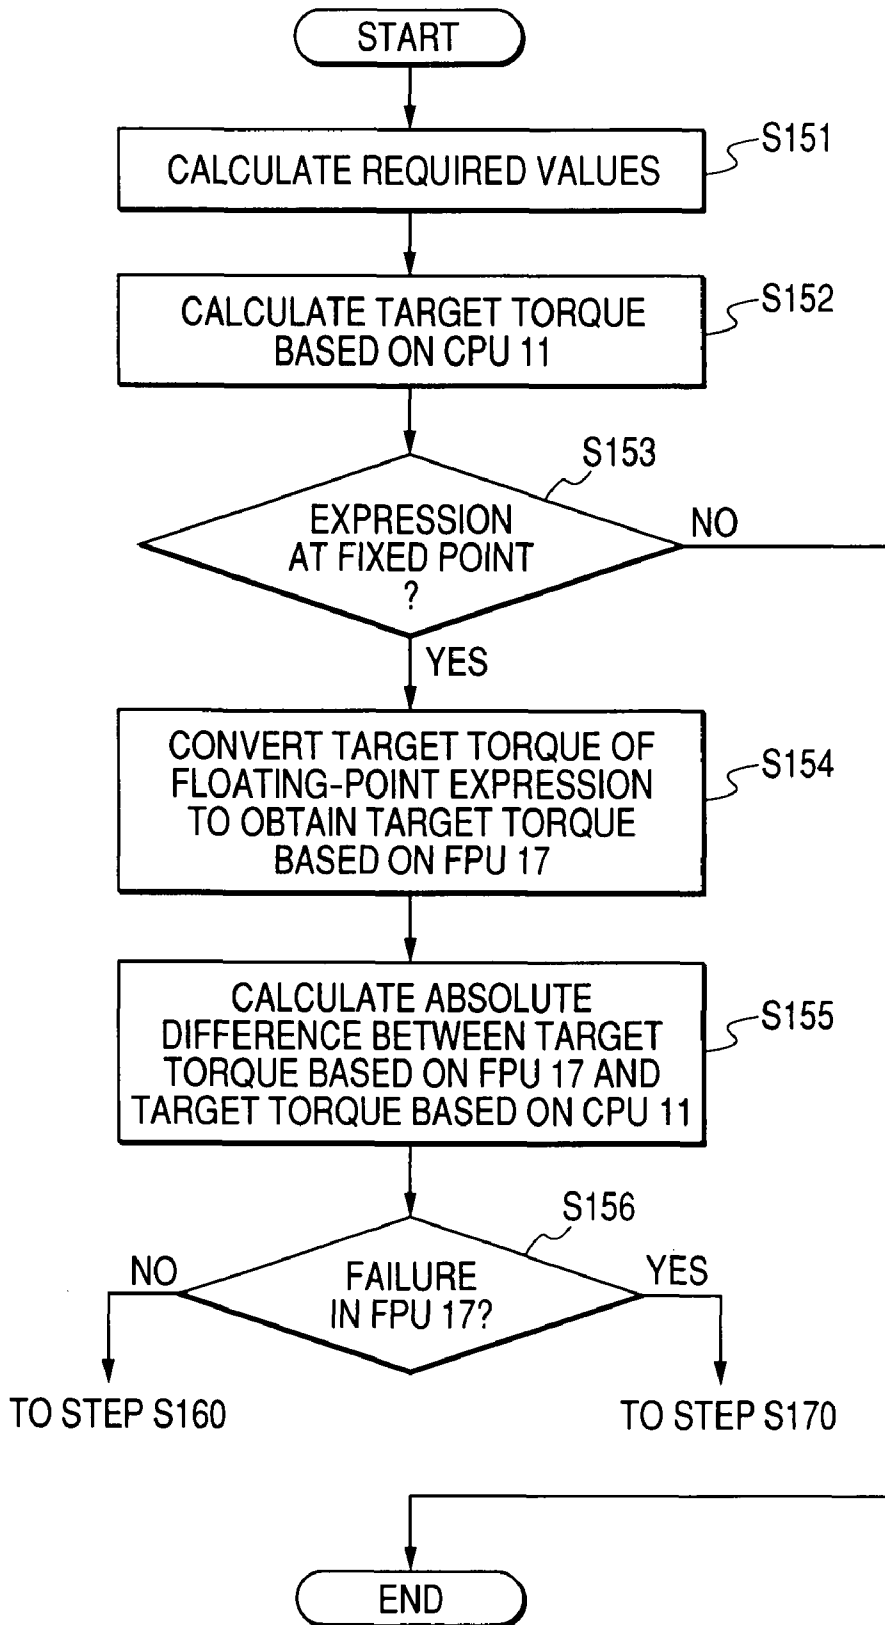 START
CALCULATE REQUIRED VALUES
S151
CALCULATE TARGET TORQUE
BASED ON CPU 11
S152
S153
EXPRESSION
AT FIXED POINT
?
NO
YES
CONVERT TARGET TORQUE OF
FLOATING-POINT EXPRESSION
TO OBTAIN TARGET TORQUE
BASED ON FPU 17
S154
CALCULATE ABSOLUTE
DIFFERENCE BETWEEN TARGET
TORQUE BASED ON FPU 17 AND
TARGET TORQUE BASED ON CPU 11
S155
S156
FAILURE
IN FPU 17?
NO
YES
TO STEP S160
TO STEP S170
END